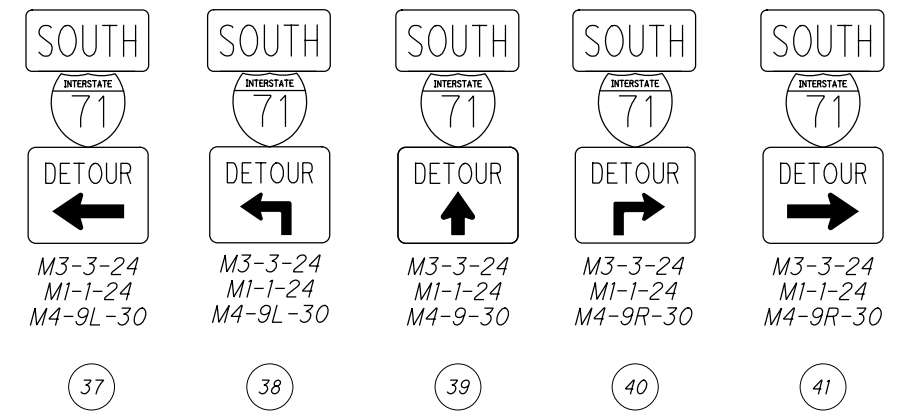 SOUTH
INTERSTATE
71
DETOUR
M3-3-24
M1-1-24
M4-9L-30
37
SOUTH
INTERSTATE
71
DETOUR
M3-3-24
M1-1-24
M4-9L-30
38
SOUTH
INTERSTATE
71
DETOUR
M3-3-24
M1-1-24
M4-9-30
39
SOUTH
INTERSTATE
71
DETOUR
M3-3-24
M1-1-24
M4-9R-30
40
SOUTH
INTERSTATE
71
DETOUR
M3-3-24
M1-1-24
M4-9R-30
41